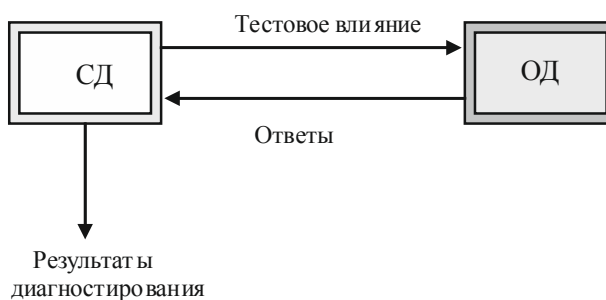 Тестовое влияние
СД
ОД
Ответы
Результаты
диагностирования